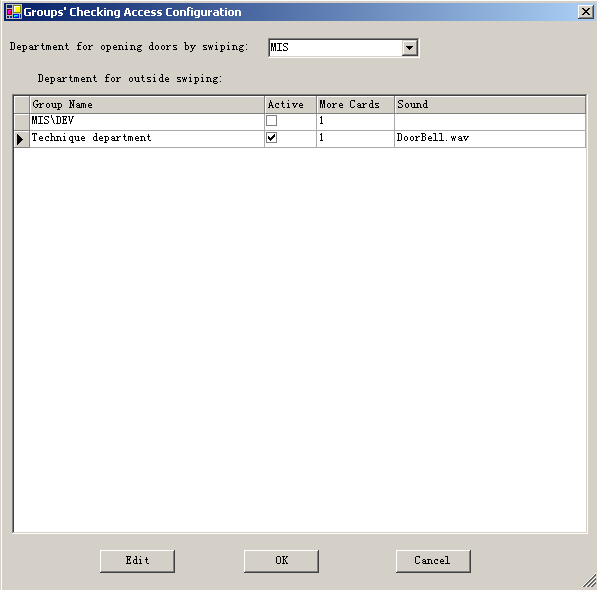 Groups' Checking Access Configuration
Department for opening doors by swiping: MIS
Department for outside swiping:
Group Name Active More Cards Sound
MIS\DEV 1
Technique department 1 DoorBell.wav
Edit OK Cancel